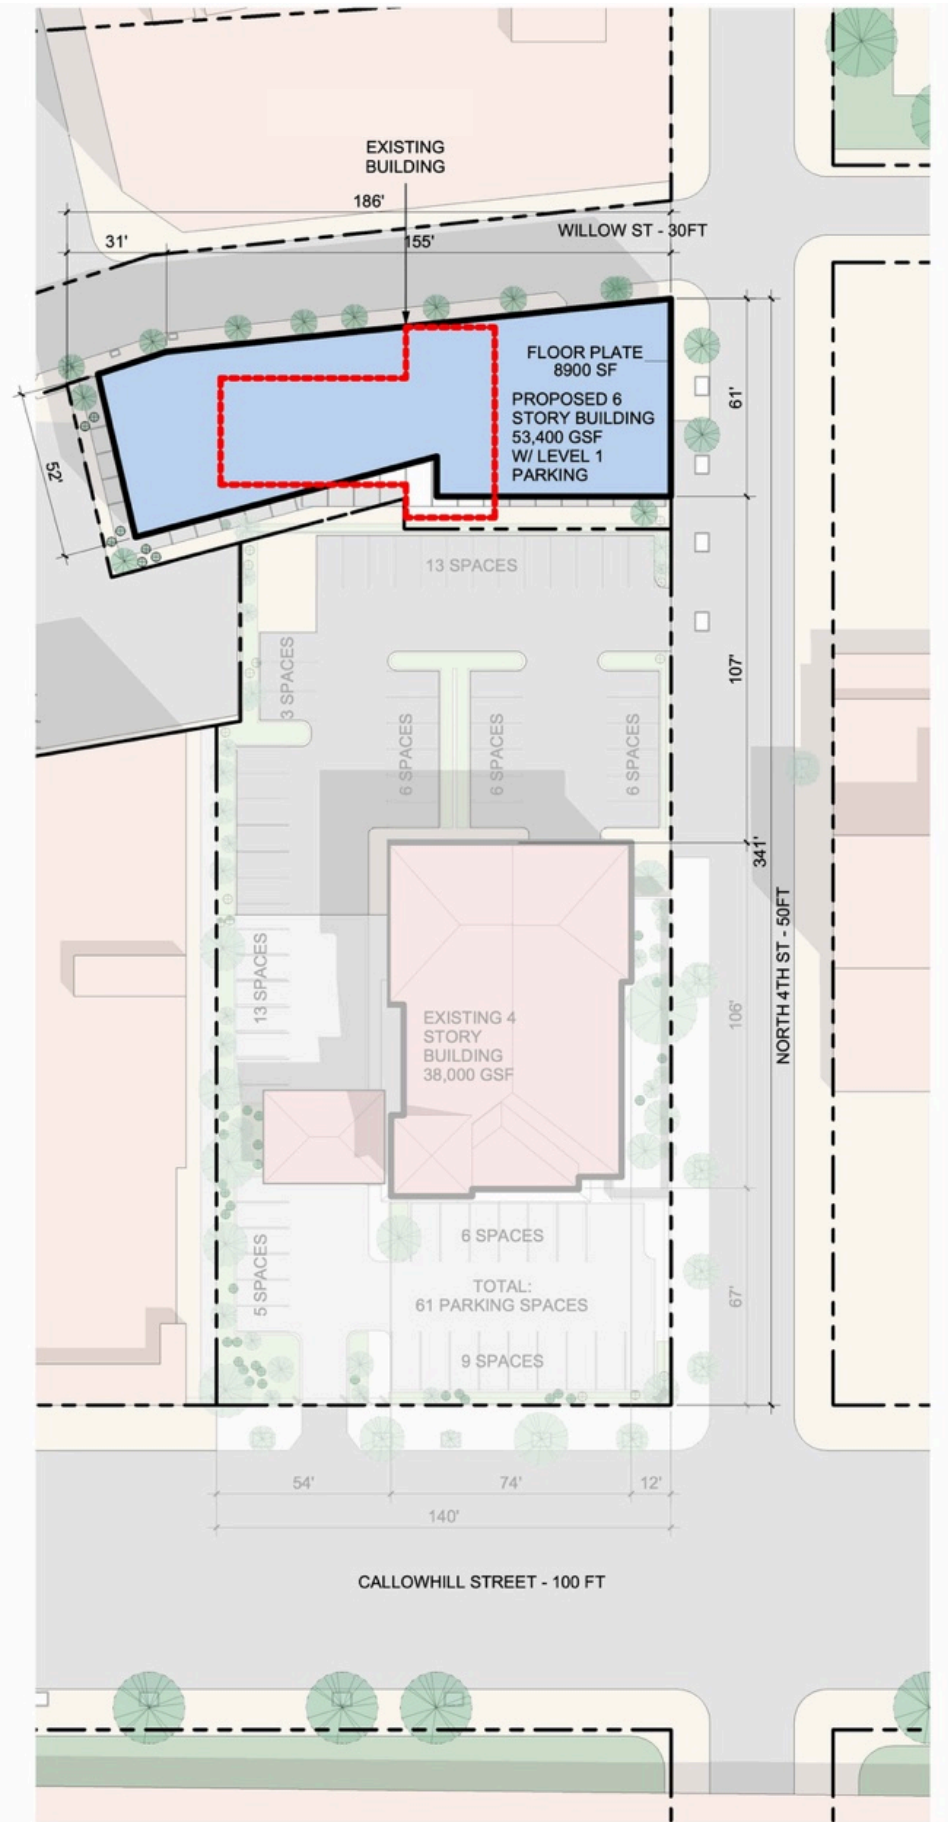 EXISTING
BUILDING
186'
31'
155'
WILLOW ST - 30FT
FLOOR PLATE
8900 SF
PROPOSED 6
STORY BUILDING
53,400 GSF
W/ LEVEL 1
PARKING
61'
52'
13 SPACES
3 SPACES
107'
6 SPACES
6 SPACES
6 SPACES
341'
NORTH 4TH ST - 50FT
13 SPACES
EXISTING 4
STORY
BUILDING
38,000 GSF
106'
6 SPACES
5 SPACES
TOTAL:
61 PARKING SPACES
67'
9 SPACES
54'
74'
12'
140'
CALLOWHILL STREET - 100 FT